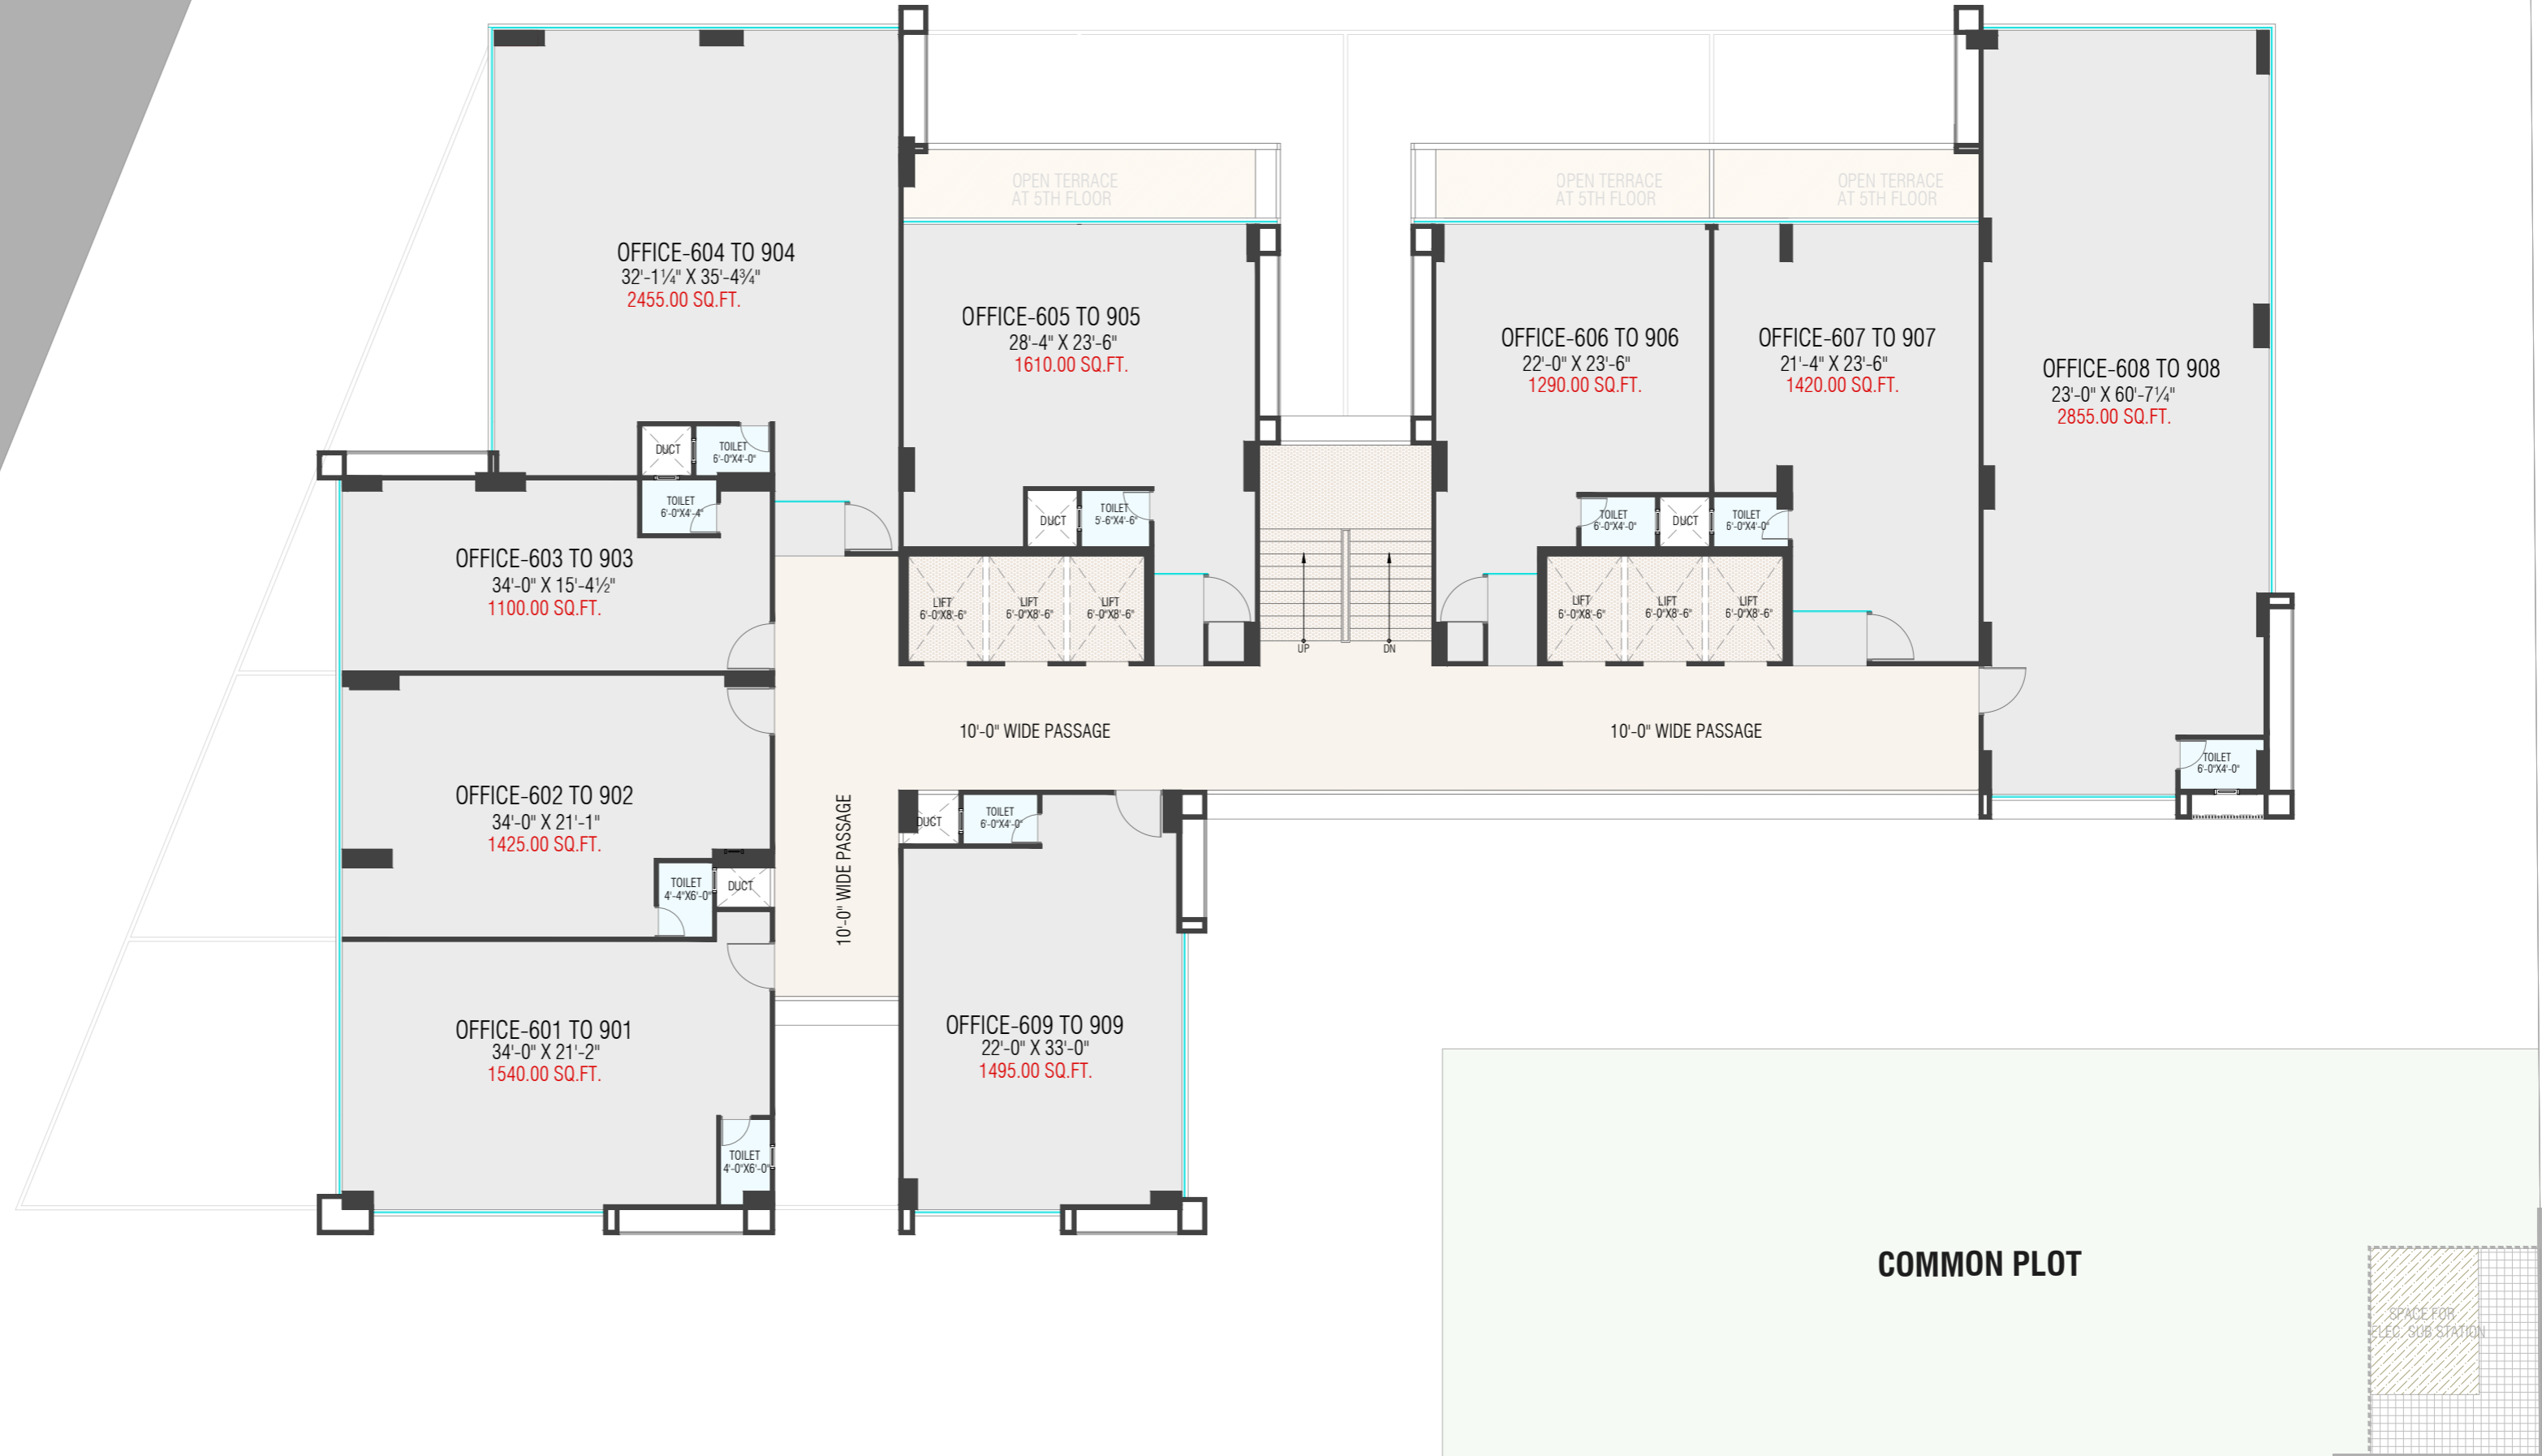 OPEN TERRACE
AT 5TH FLOOR
OPEN TERRACE
AT 5TH FLOOR
OPEN TERRACE
AT 5TH FLOOR
OFFICE-604 TO 904
32'-1¼" X 35'-4¾"
2455.00 SQ.FT.
OFFICE-605 TO 905
28'-4" X 23'-6"
1610.00 SQ.FT.
OFFICE-606 TO 906
22'-0" X 23'-6"
1290.00 SQ.FT.
OFFICE-607 TO 907
21'-4" X 23'-6"
1420.00 SQ.FT.
OFFICE-608 TO 908
23'-0" X 60'-7¼"
2855.00 SQ.FT.
DUCT
TOILET
6'-0"X4'-0"
TOILET
6'-0"X4'-4"
DUCT
TOILET
5'-6"X4'-6"
TOILET
6'-0"X4'-0"
DUCT
TOILET
6'-0"X4'-0"
OFFICE-603 TO 903
34'-0" X 15'-4½"
1100.00 SQ.FT.
LIFT
6'-0"X8'-6"
LIFT
6'-0"X8'-6"
LIFT
6'-0"X8'-6"
UP
DN
LIFT
6'-0"X8'-6"
LIFT
6'-0"X8'-6"
LIFT
6'-0"X8'-6"
10'-0" WIDE PASSAGE
10'-0" WIDE PASSAGE
TOILET
6'-0"X4'-0"
OFFICE-602 TO 902
34'-0" X 21'-1"
1425.00 SQ.FT.
10'-0" WIDE PASSAGE
DUCT
TOILET
6'-0"X4'-0"
TOILET
4'-4"X6'-0"
DUCT
OFFICE-601 TO 901
34'-0" X 21'-2"
1540.00 SQ.FT.
OFFICE-609 TO 909
22'-0" X 33'-0"
1495.00 SQ.FT.
TOILET
4'-0"X6'-0"
COMMON PLOT
SPACE FOR
ELEC. SUB STATION